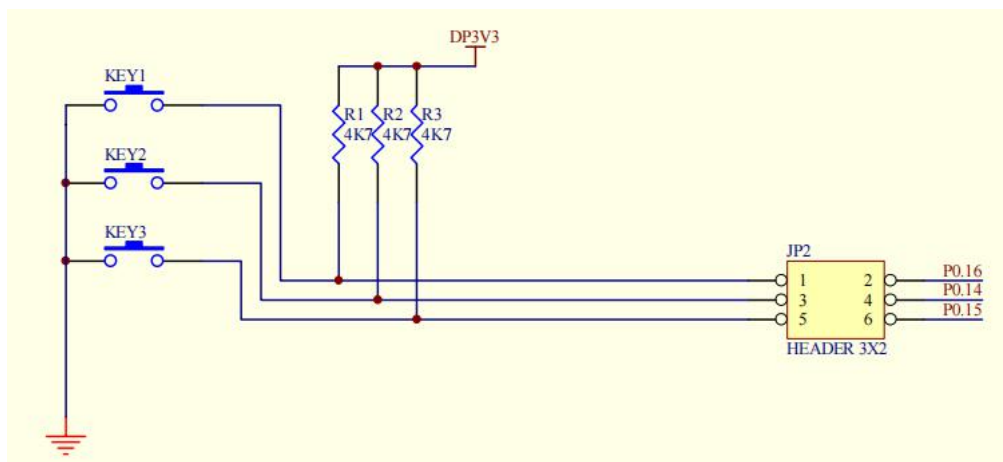 DP3V3
KEY1
R1 R2 R3
4K7 4K7 4K7
KEY2
KEY3
JP2
1 2 P0.16
3 4 P0.14
5 6 P0.15
HEADER 3X2